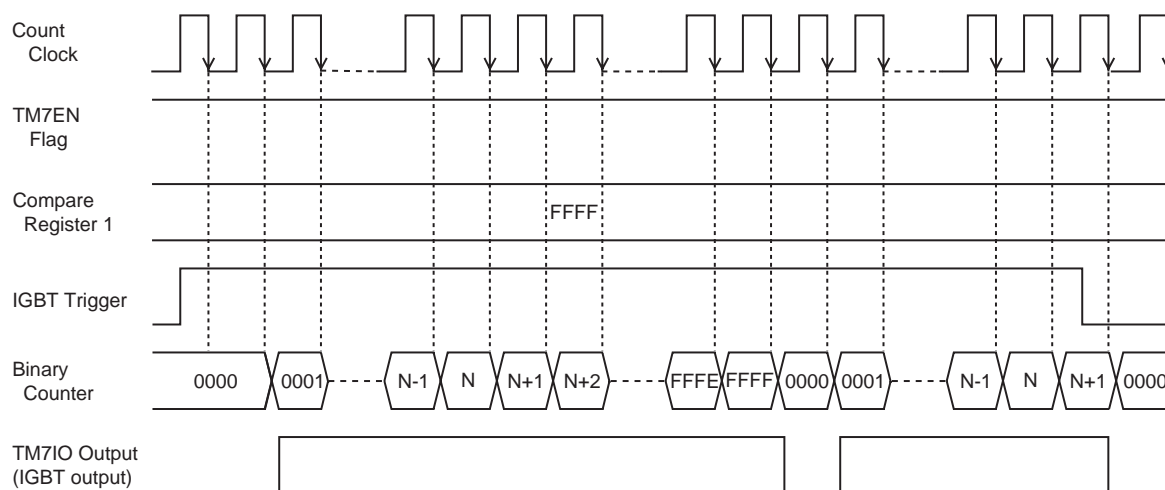 Count
Clock
TM7EN
Flag
Compare
Register 1
FFFF
IGBT Trigger
Binary
Counter
0000 0001 N-1 N N+1 N+2 FFFE FFFF 0000 0001 N-1 N N+1 0000
TM7IO Output
(IGBT output)